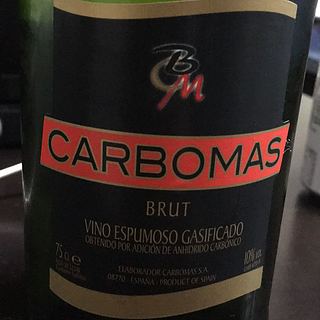 CBM
CARBOMAS
BRUT
VINO ESPUMOSO GASIFICADO
OBTENIDO POR ADICIÓN DE ANHÍDRIDO CARBÓNICO
75 cl e
10% vol.
ELABORADOR CARBOMAS S.A.
08770 - ESPAÑA - PRODUCT OF SPAIN